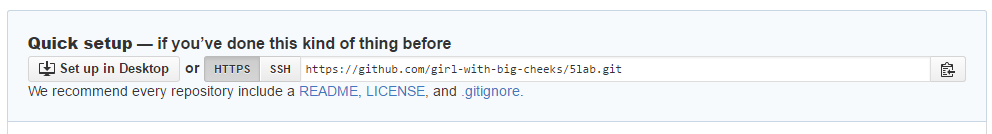 Quick setup — if you’ve done this kind of thing before
Set up in Desktop or HTTPS SSH https://github.com/girl-with-big-cheeks/5lab.git
We recommend every repository include a README, LICENSE, and .gitignore.